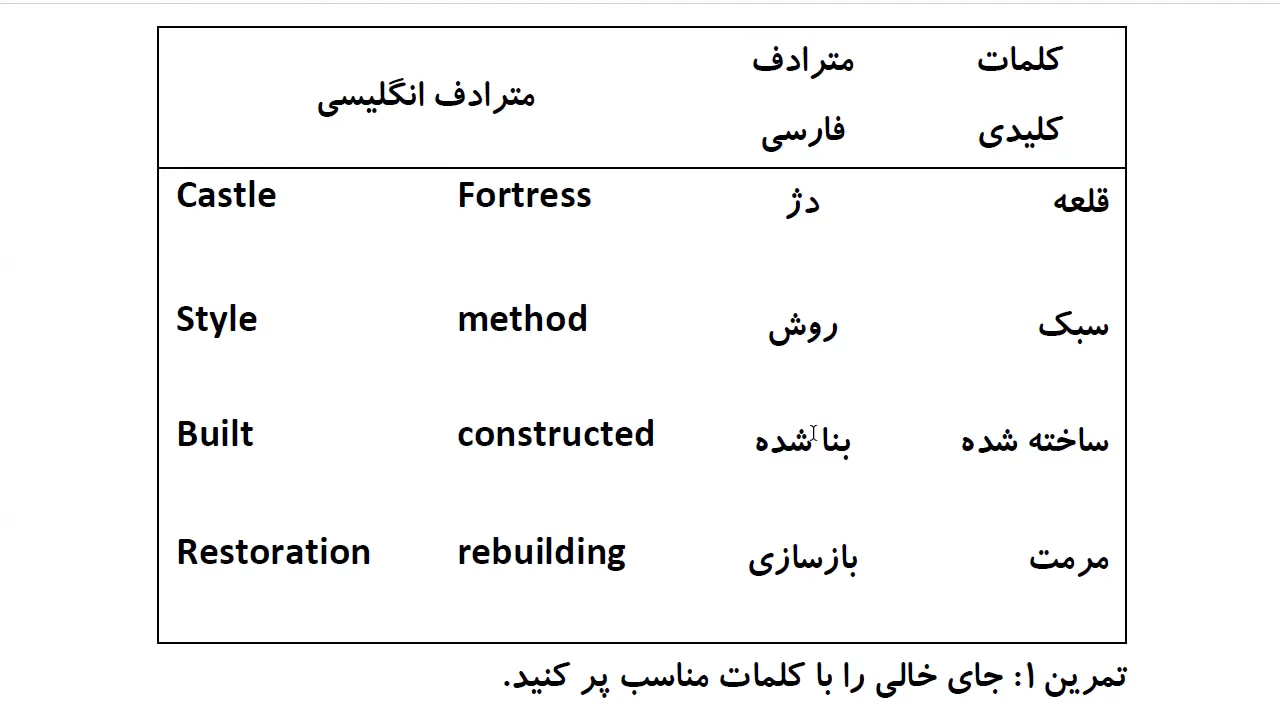 کلمات کلیدی	مترادف فارسی	مترادف انگلیسی
قلعه	دژ	Fortress	Castle
سبک	روش	method	Style
ساخته شده	بنا شده	constructed	Built
مرمت	بازسازی	rebuilding	Restoration
تمرین ۱: جای خالی را با کلمات مناسب پر کنید.